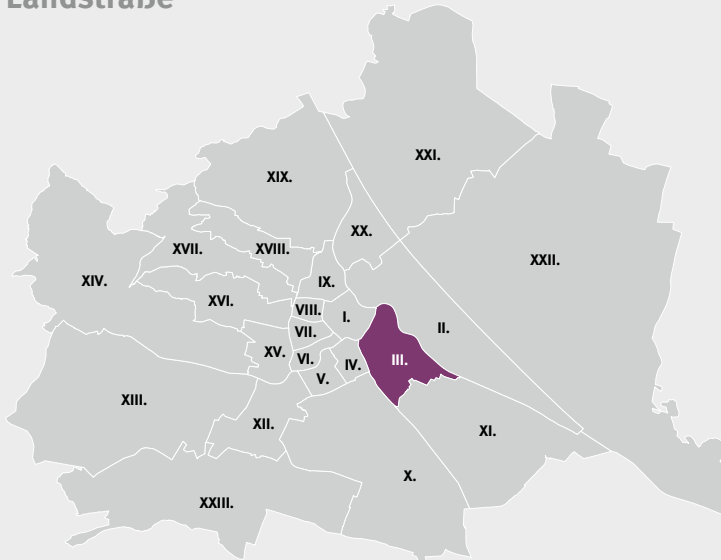 Landstraße
XXI.
XIX.
XX.
XVII.
XVIII.
XXII.
XIV.
IX.
XVI.
VIII.
I.
II.
VII.
XV.
VI.
IV.
III.
V.
XIII.
XII.
XI.
X.
XXIII.